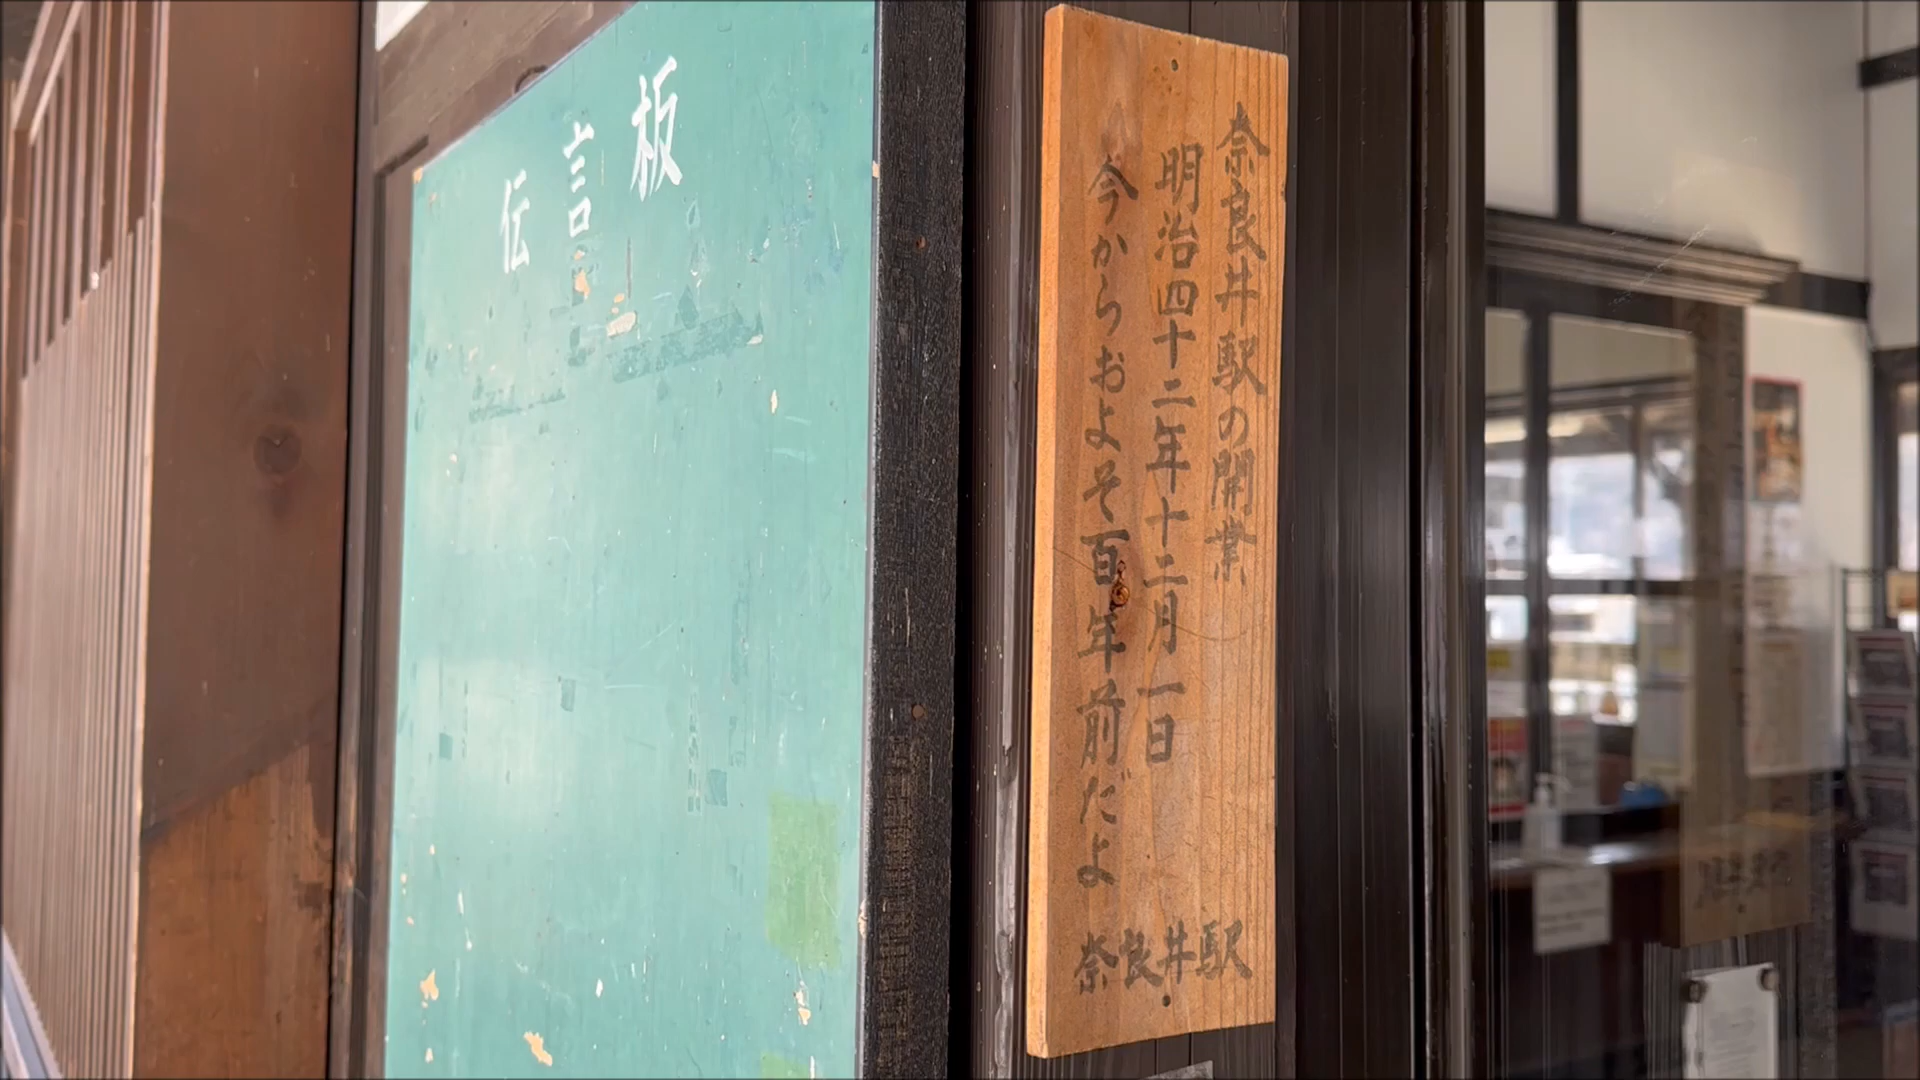 伝言板
奈良井駅の開業
明治四十二年十二月一日
今からおよそ百年前だよ
奈良井駅